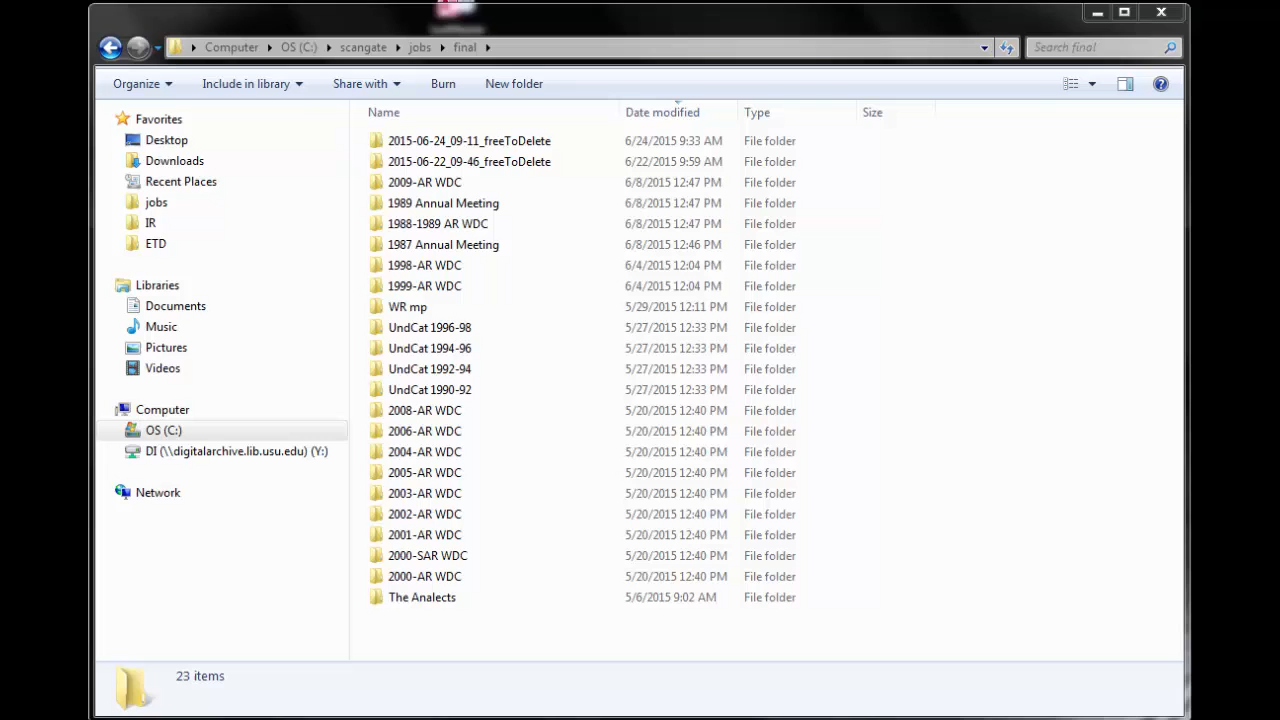 Computer OS (C:) scangate jobs final
Search final
Organize Include in library Share with Burn New folder
Name Date modified Type Size
Favorites
Desktop
Downloads
Recent Places
jobs
IR
ETD
Libraries
Documents
Music
Pictures
Videos
Computer
OS (C:)
DI (\\digitalarchive.lib.usu.edu) (Y:)
Network
2015-06-24_09-11_freeToDelete 6/24/2015 9:33 AM File folder
2015-06-22_09-46_freeToDelete 6/22/2015 9:59 AM File folder
2009-AR WDC 6/8/2015 12:47 PM File folder
1989 Annual Meeting 6/8/2015 12:47 PM File folder
1988-1989 AR WDC 6/8/2015 12:47 PM File folder
1987 Annual Meeting 6/8/2015 12:46 PM File folder
1998-AR WDC 6/4/2015 12:04 PM File folder
1999-AR WDC 6/4/2015 12:04 PM File folder
WR mp 5/29/2015 12:11 PM File folder
UndCat 1996-98 5/27/2015 12:33 PM File folder
UndCat 1994-96 5/27/2015 12:33 PM File folder
UndCat 1992-94 5/27/2015 12:33 PM File folder
UndCat 1990-92 5/27/2015 12:33 PM File folder
2008-AR WDC 5/20/2015 12:40 PM File folder
2006-AR WDC 5/20/2015 12:40 PM File folder
2004-AR WDC 5/20/2015 12:40 PM File folder
2005-AR WDC 5/20/2015 12:40 PM File folder
2003-AR WDC 5/20/2015 12:40 PM File folder
2002-AR WDC 5/20/2015 12:40 PM File folder
2001-AR WDC 5/20/2015 12:40 PM File folder
2000-SAR WDC 5/20/2015 12:40 PM File folder
2000-AR WDC 5/20/2015 12:40 PM File folder
The Analects 5/6/2015 9:02 AM File folder
23 items